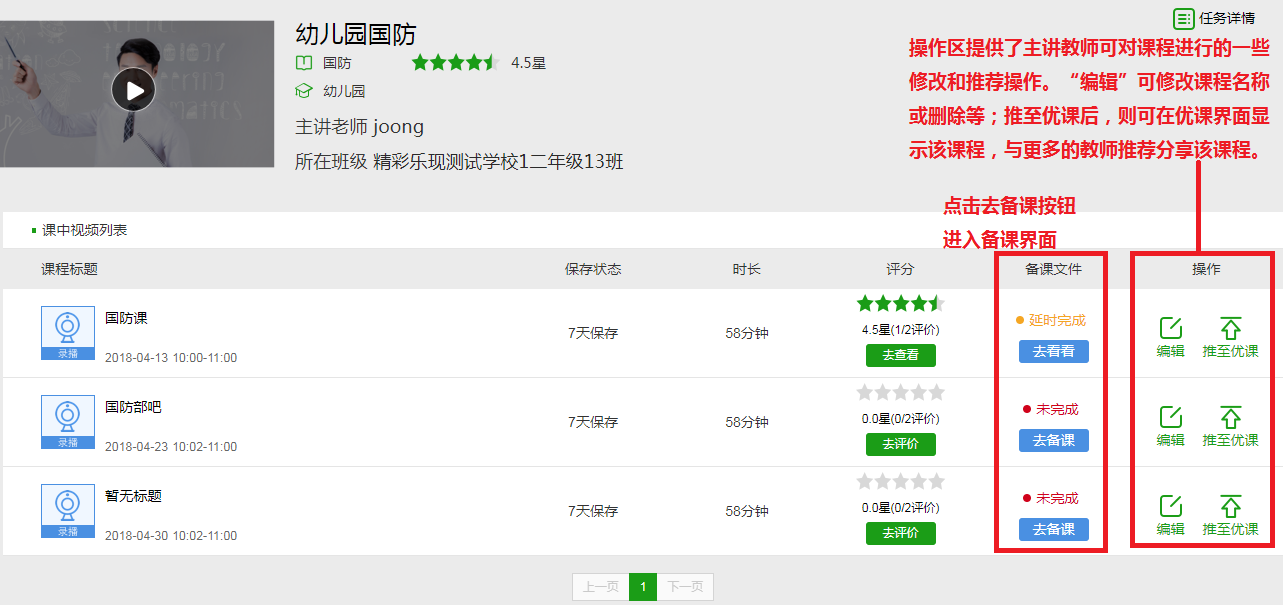 任务详情
幼儿园国防
国防 4.5星
幼儿园
主讲老师 joong
所在班级 精彩乐现测试学校1二年级13班
操作区提供了主讲教师可对课程进行的一些
修改和推荐操作。“编辑”可修改课程名称
或删除等；推至优课后，则可在优课界面显
示该课程，与更多的教师推荐分享该课程。
点击去备课按钮
进入备课界面
课中视频列表
课程标题 保存状态 时长 评分 备课文件 操作
国防课
录播
2018-04-13 10:00-11:00
7天保存
58分钟
4.5星(1/2评价)
去查看
延时完成
去看看
编辑 推至优课
国防部吧
录播
2018-04-23 10:02-11:00
7天保存
58分钟
0.0星(0/2评价)
去评价
未完成
去备课
编辑 推至优课
暂无标题
录播
2018-04-30 10:02-11:00
7天保存
58分钟
0.0星(0/2评价)
去评价
未完成
去备课
编辑 推至优课
上一页 1 下一页